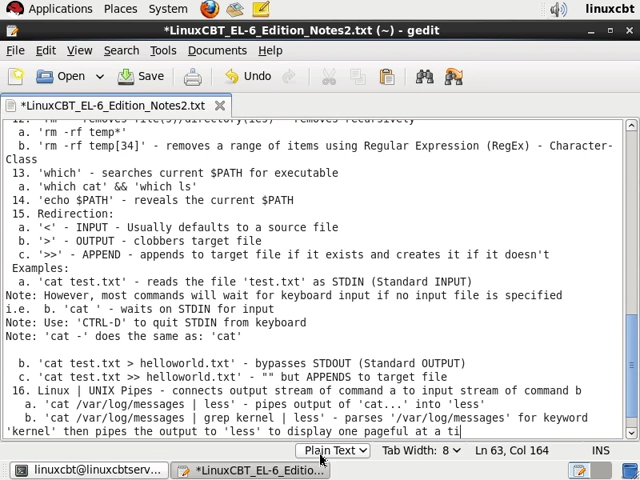 Applications Places System linuxcbt
*LinuxCBT_EL-6_Edition_Notes2.txt (~) - gedit
File Edit View Search Tools Documents Help
Open Save Undo
*LinuxCBT_EL-6_Edition_Notes2.txt
a. 'rm -rf temp*'
b. 'rm -rf temp[34]' - removes a range of items using Regular Expression (RegEx) - Character-
Class
13. 'which' - searches current $PATH for executable
a. 'which cat' && 'which ls'
14. 'echo $PATH' - reveals the current $PATH
15. Redirection:
a. '<' - INPUT - Usually defaults to a source file
b. '>' - OUTPUT - clobbers target file
c. '>>' - APPEND - appends to target file if it exists and creates it if it doesn't
Examples:
a. 'cat test.txt' - reads the file 'test.txt' as STDIN (Standard INPUT)
Note: However, most commands will wait for keyboard input if no input file is specified
i.e. b. 'cat ' - waits on STDIN for input
Note: Use: 'CTRL-D' to quit STDIN from keyboard
Note: 'cat -' does the same as: 'cat'
b. 'cat test.txt > helloworld.txt' - bypasses STDOUT (Standard OUTPUT)
c. 'cat test.txt >> helloworld.txt' - "" but APPENDS to target file
16. Linux | UNIX Pipes - connects output stream of command a to input stream of command b
a. 'cat /var/log/messages | less' - pipes output of 'cat...' into 'less'
b. 'cat /var/log/messages | grep kernel | less' - parses '/var/log/messages' for keyword
'kernel' then pipes the output to 'less' to display one pageful at a ti
Plain Text Tab Width: 8 Ln 63, Col 164 INS
linuxcbt@linuxcbtserv... *LinuxCBT_EL-6_Editio...